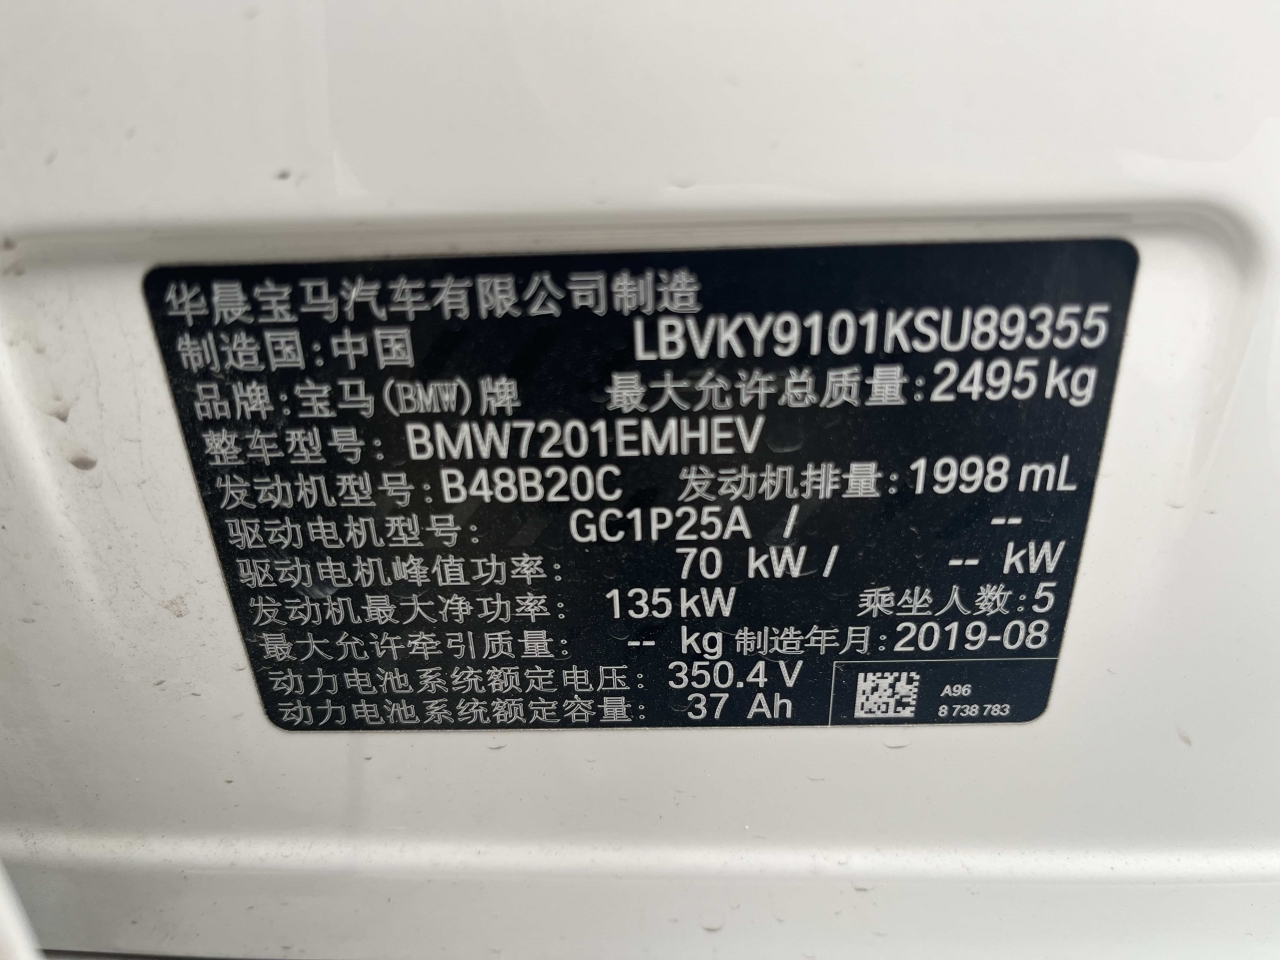 华晨宝马汽车有限公司制造
制造国:中国 LBVKY9101KSU89355
品牌:宝马(BMW)牌 最大允许总质量:2495kg
整车型号:BMW7201EMHEV
发动机型号:B48B20C 发动机排量:1998 mL
驱动电机型号: GC1P25A / --
驱动电机峰值功率: 70 kW / -- kW
发动机最大净功率: 135kW 乘坐人数:5
最大允许牵引质量: -- kg 制造年月:2019-08
动力电池系统额定电压: 350.4 V
动力电池系统额定容量: 37 Ah
A96
8 738 783